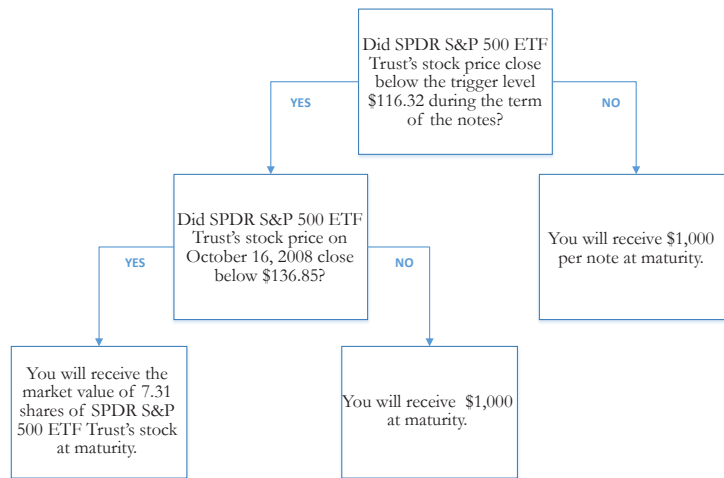 Did SPDR S&P 500 ETF
Trust's stock price close
below the trigger level
$116.32 during the term
of the notes?
YES
NO
Did SPDR S&P 500 ETF
Trust's stock price on
October 16, 2008 close
below $136.85?
You will receive $1,000
per note at maturity.
YES
NO
You will receive the
market value of 7.31
shares of SPDR S&P
500 ETF Trust's stock
at maturity.
You will receive $1,000
at maturity.